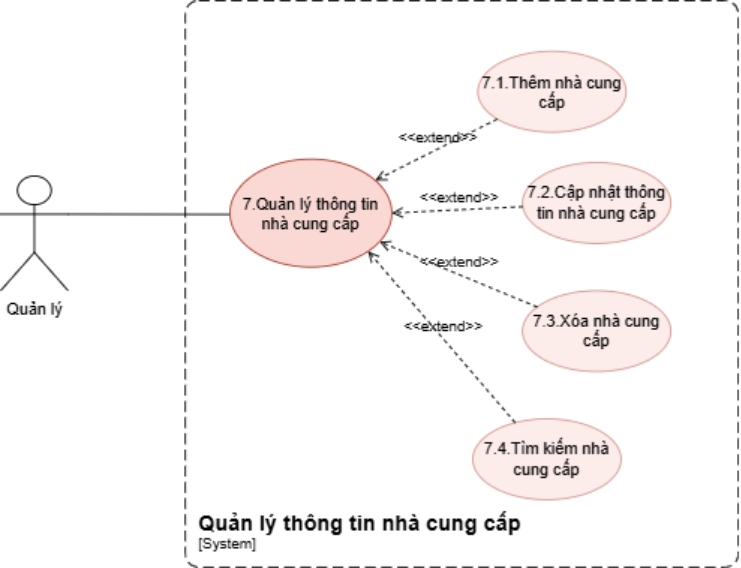 7.1.Thêm nhà cung
cấp
<<extend>>
7.Quản lý thông tin
nhà cung cấp
<<extend>>
7.2.Cập nhật thông
tin nhà cung cấp
<<extend>>
Quản lý
7.3.Xóa nhà cung
cấp
<<extend>>
7.4.Tìm kiếm nhà
cung cấp
Quản lý thông tin nhà cung cấp
[System]